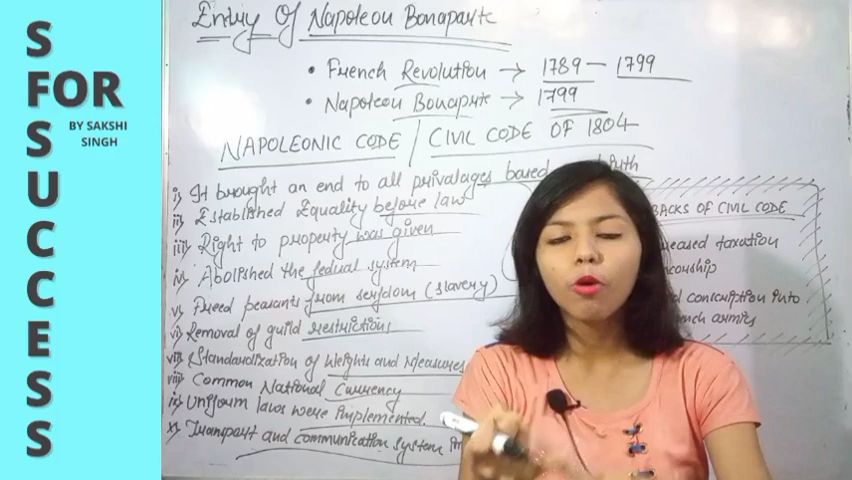 S FOR SUCCESS
BY SAKSHI
SINGH
Entry Of Napoleon Bonaparte
• French Revolution → 1789 - 1799
• Napoleon Bonaprte → 1799
NAPOLEONIC CODE / CIVIL CODE OF 1804
i) It brought an end to all privalages based
ii) Established Equality before law
iii) Right to property was given
iv) Abolished the fedual system
v) Freed peasants from serfdom (slavery)
vi) Removal of guild restrictions
vii) Standardization of Weights and Measures
viii) Common National Currency
ix) Uniform laws were implemented.
x) Transport and communication system
BACKS OF CIVIL CODE
eased taxation
conscription into
armies